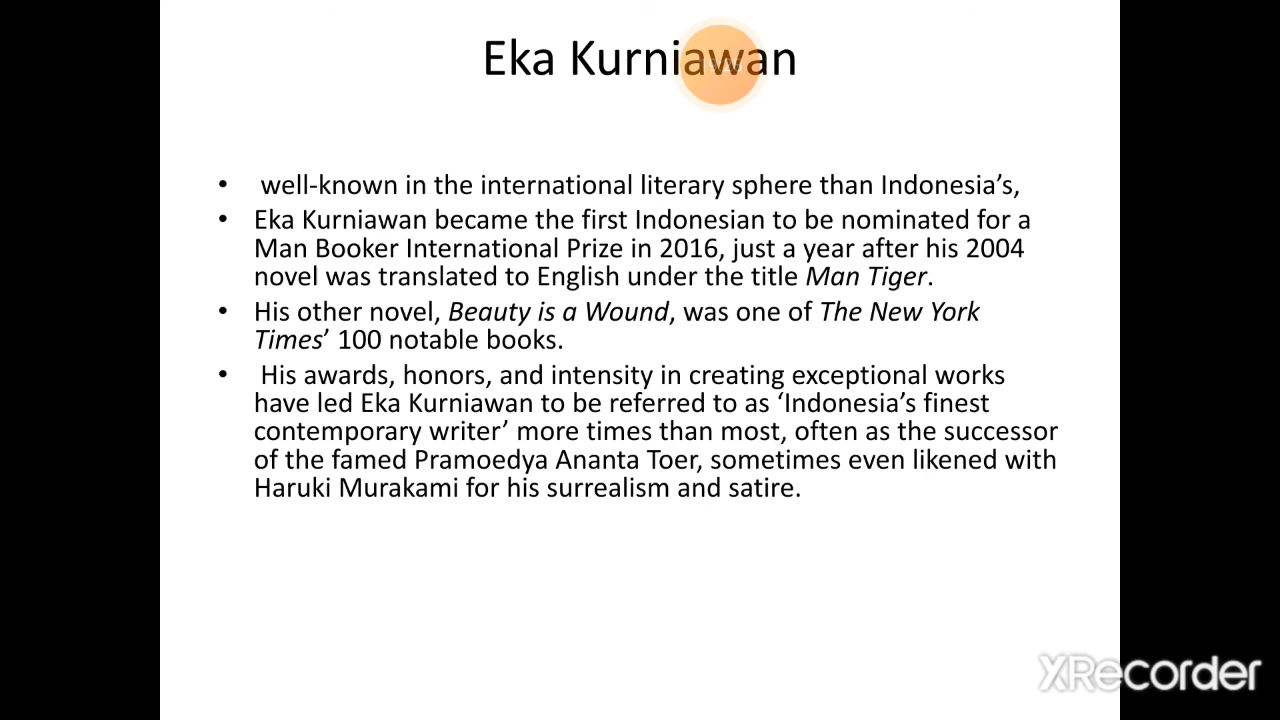 Eka Kurniawan
• well-known in the international literary sphere than Indonesia's,
• Eka Kurniawan became the first Indonesian to be nominated for a
Man Booker International Prize in 2016, just a year after his 2004
novel was translated to English under the title Man Tiger.
• His other novel, Beauty is a Wound, was one of The New York
Times’ 100 notable books.
• His awards, honors, and intensity in creating exceptional works
have led Eka Kurniawan to be referred to as ‘Indonesia’s finest
contemporary writer’ more times than most, often as the successor
of the famed Pramoedya Ananta Toer, sometimes even likened with
Haruki Murakami for his surrealism and satire.
XRecorder